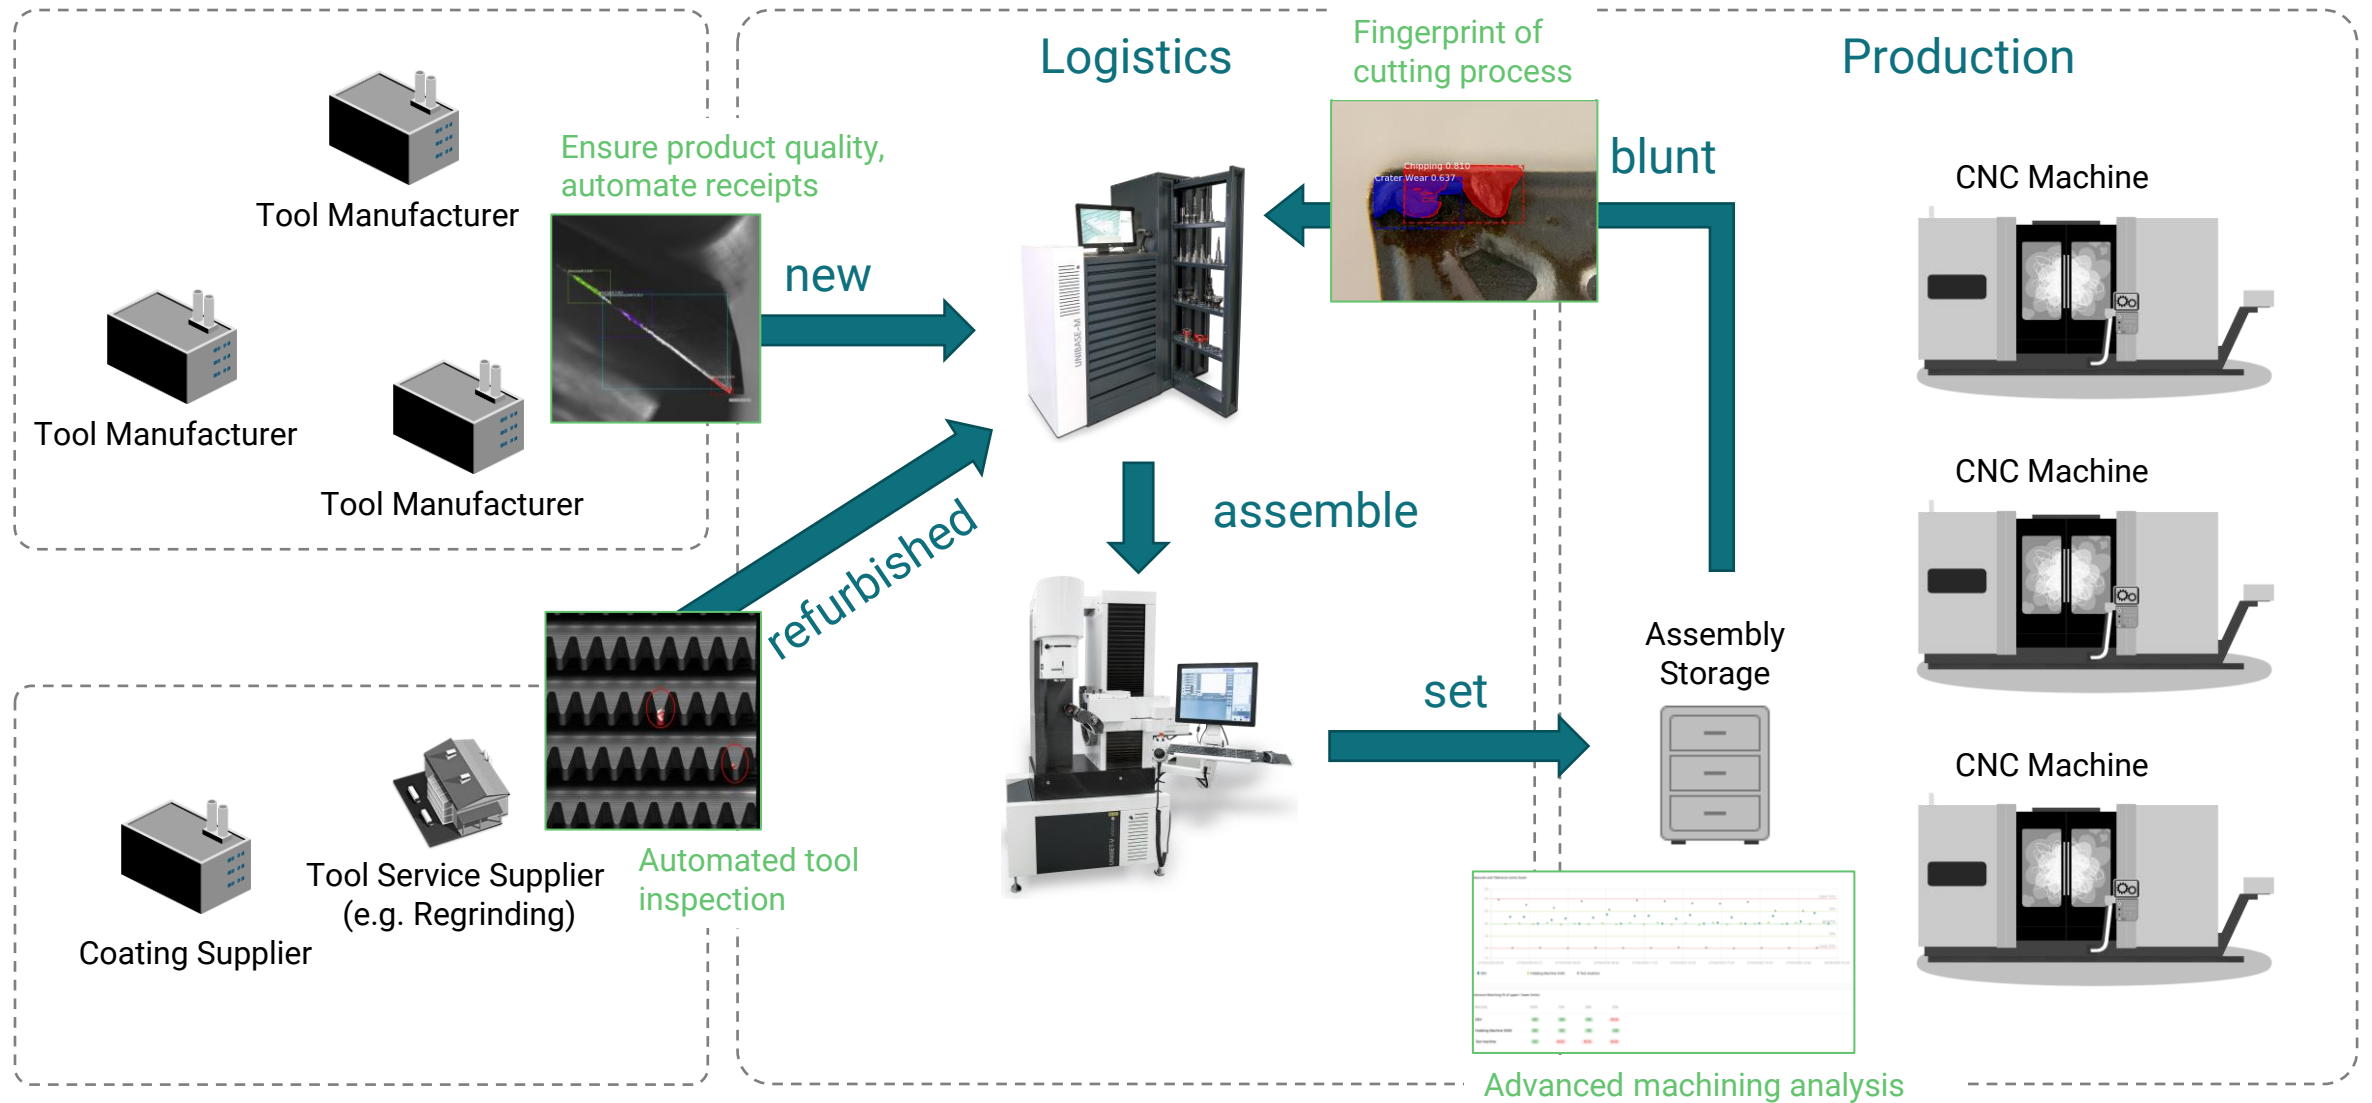 Logistics
Production
Fingerprint of
cutting process
Chipping 0.810
Crater Wear 0.637
blunt
Tool Manufacturer
Ensure product quality,
automate receipts
new
Tool Manufacturer
Tool Manufacturer
UNIBASE-M
CNC Machine
refurbished
assemble
CNC Machine
Assembly
Storage
set
CNC Machine
Tool Service Supplier
(e.g. Regrinding)
Coating Supplier
Automated tool
inspection
UNISET-V
Advanced machining analysis